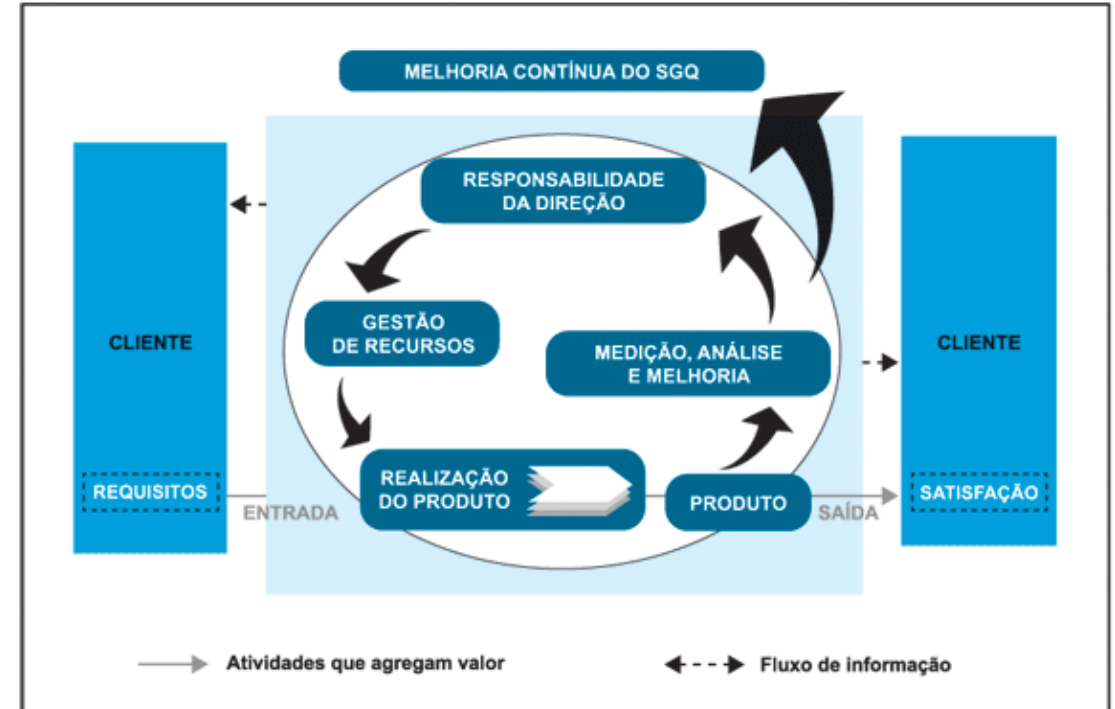 MELHORIA CONTÍNUA DO SGQ
RESPONSABILIDADE
DA DIREÇÃO
CLIENTE
GESTÃO
DE RECURSOS
MEDIÇÃO, ANÁLISE
E MELHORIA
CLIENTE
REQUISITOS
ENTRADA
REALIZAÇÃO
DO PRODUTO
PRODUTO
SAÍDA
SATISFAÇÃO
Atividades que agregam valor
Fluxo de informação